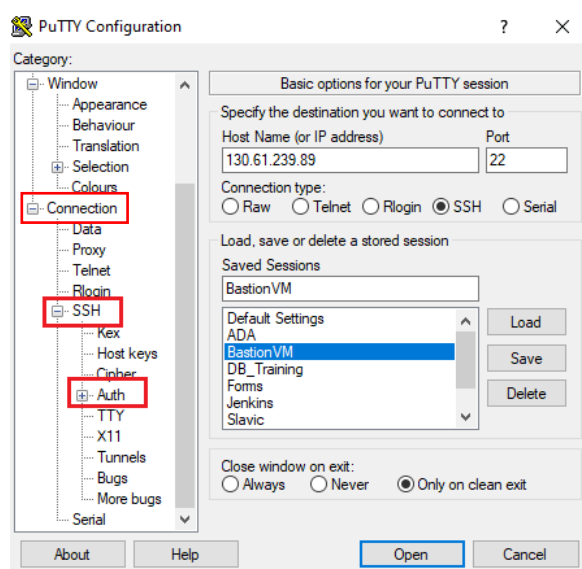 PuTTY Configuration
?
Category:
Window
Appearance
Behaviour
Translation
Selection
Colours
Connection
Data
Proxy
Telnet
Rlogin
SSH
Kex
Host keys
Cipher
Auth
TTY
X11
Tunnels
Bugs
More bugs
Serial
Basic options for your PuTTY session
Specify the destination you want to connect to
Host Name (or IP address) Port
130.61.239.89 22
Connection type:
Raw Telnet Rlogin SSH Serial
Load, save or delete a stored session
Saved Sessions
BastionVM
Default Settings
ADA
BastionVM
DB_Training
Forms
Jenkins
Slavic
Load
Save
Delete
Close window on exit:
Always Never Only on clean exit
About Help Open Cancel